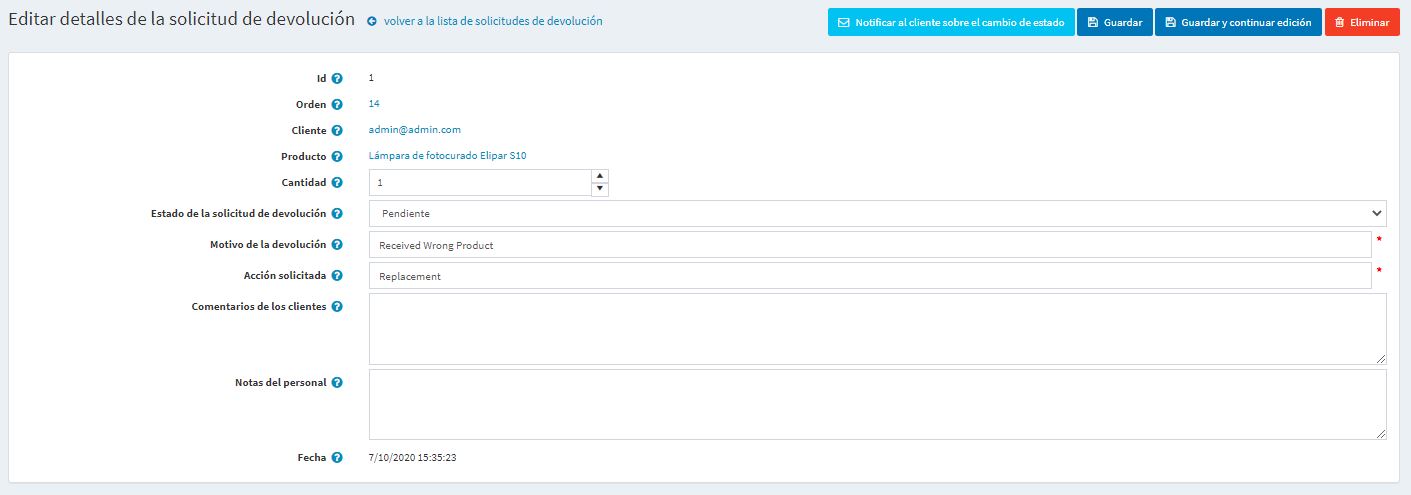 Editar detalles de la solicitud de devolución volver a la lista de solicitudes de devolución Notificar al cliente sobre el cambio de estado Guardar Guardar y continuar edición Eliminar
Id 1
Orden 14
Cliente admin@admin.com
Producto Lámpara de fotocurado Elipar S10
Cantidad 1
Estado de la solicitud de devolución Pendiente
Motivo de la devolución Received Wrong Product *
Acción solicitada Replacement *
Comentarios de los clientes
Notas del personal
Fecha 7/10/2020 15:35:23